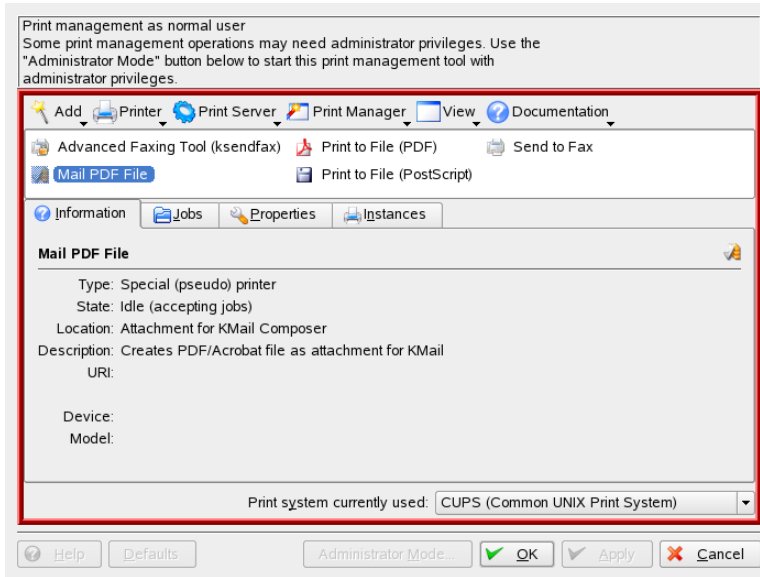 Print management as normal user
Some print management operations may need administrator privileges. Use the
"Administrator Mode" button below to start this print management tool with
administrator privileges.
Add Printer Print Server Print Manager View Documentation
Advanced Faxing Tool (ksendfax) Print to File (PDF) Send to Fax
Mail PDF File Print to File (PostScript)
Information Jobs Properties Instances
Mail PDF File
Type: Special (pseudo) printer
State: Idle (accepting jobs)
Location: Attachment for KMail Composer
Description: Creates PDF/Acrobat file as attachment for KMail
URI:
Device:
Model:
Print system currently used: CUPS (Common UNIX Print System)
Help Defaults Administrator Mode... OK Apply Cancel